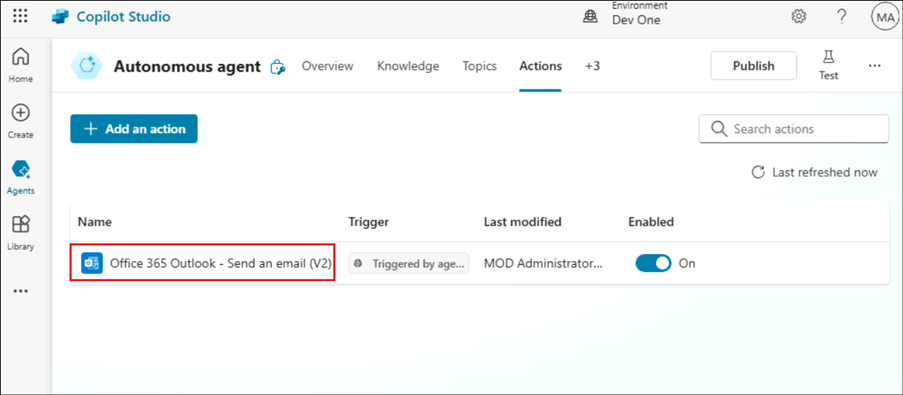 Copilot Studio
Environment
Dev One
MA
Home
Create
Agents
Library
Autonomous agent
Overview
Knowledge
Topics
Actions
+3
Publish
Test
Add an action
Search actions
Last refreshed now
Name
Trigger
Last modified
Enabled
Office 365 Outlook - Send an email (V2)
Triggered by age...
MOD Administrator...
On